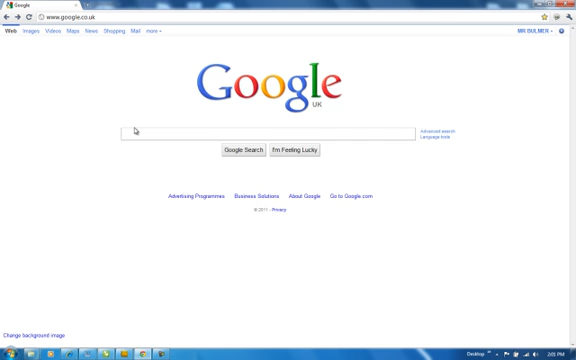 Google
www.google.co.uk
Web Images Videos Maps News Shopping Mail more
MR BULMER
Google
UK
Advanced search
Language tools
Google Search I'm Feeling Lucky
Advertising Programmes Business Solutions About Google Go to Google.com
© 2011 - Privacy
Change background image
Desktop 2:01 PM